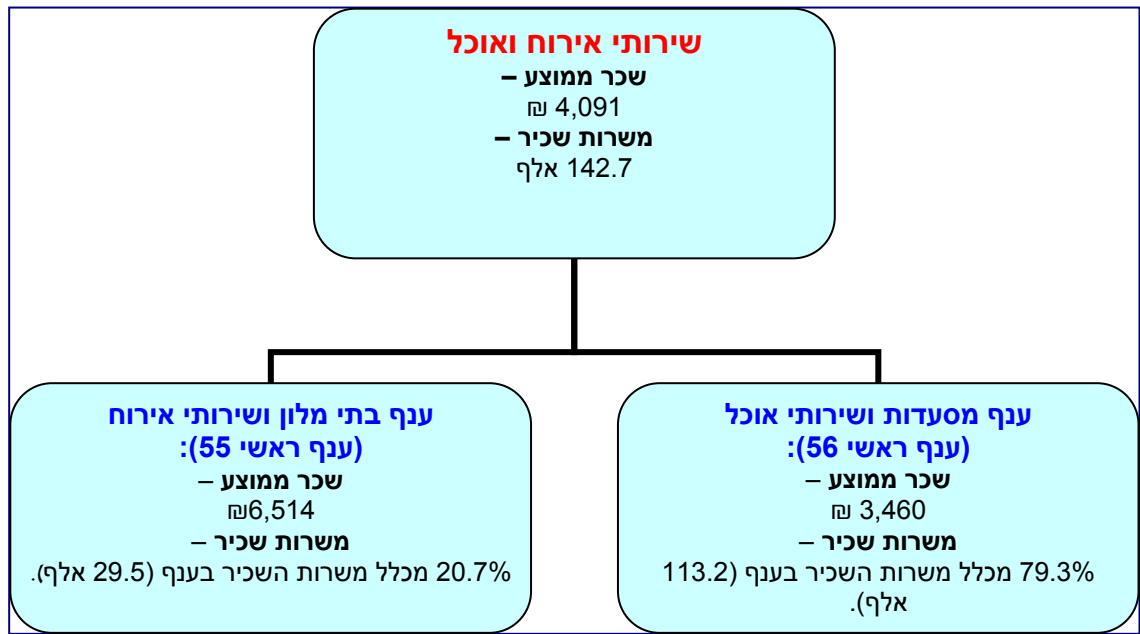 שירותי אירוח ואוכל
שכר ממוצע –
4,091 ₪
משרות שכיר –
142.7 אלף
ענף מסעדות ושירותי אוכל
(ענף ראשי 56):
שכר ממוצע –
3,460 ₪
משרות שכיר –
79.3% מכלל משרות השכיר בענף (113.2
אלף).
ענף בתי מלון ושירותי אירוח
(ענף ראשי 55):
שכר ממוצע –
6,514₪
משרות שכיר –
20.7% מכלל משרות השכיר בענף (29.5 אלף).